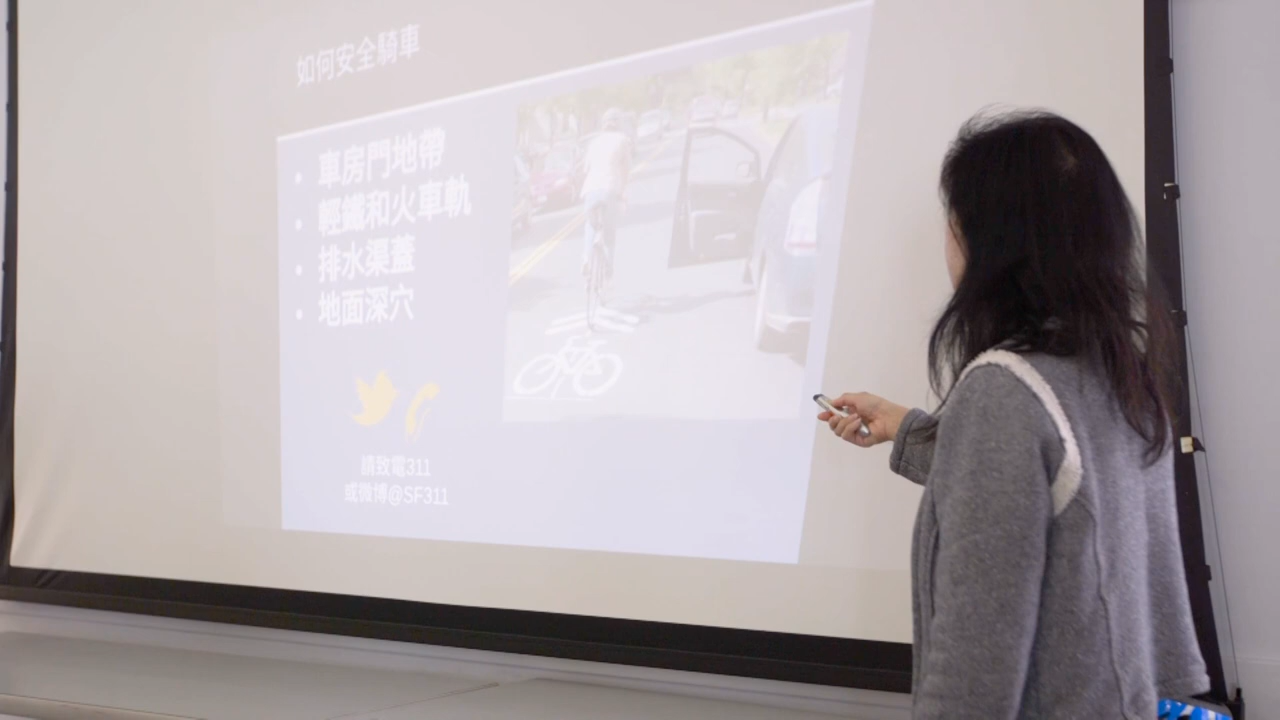 如何安全騎車
• 車房門地帶
• 輕鐵和火車軌
• 排水渠蓋
• 地面深穴
請致電311
或微博@SF311